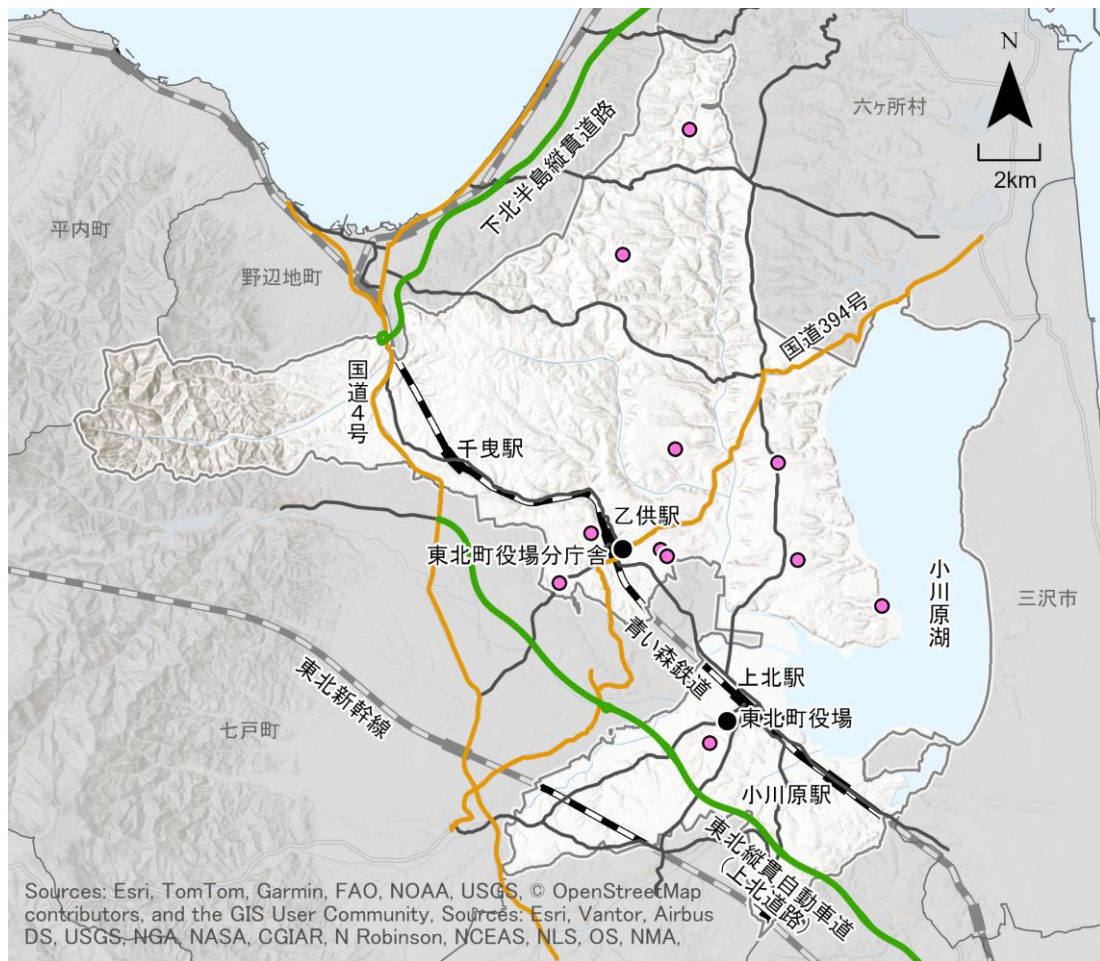 N
2km
六ヶ所村
下北半島縦貫道路
平内町
野辺地町
国道394号
国道4号
千曳駅
乙供駅
東北町役場分庁舎
小川原湖
三沢市
青い森鉄道
上北駅
東北町役場
東北新幹線
七戸町
小川原駅
東北縦貫自動車道
(上北道路)
Sources: Esri, TomTom, Garmin, FAO, NOAA, USGS, © OpenStreetMap
contributors, and the GIS User Community, Sources: Esri, Vantor, Airbus
DS, USGS, NGA, NASA, CGIAR, N Robinson, NCEAS, NLS, OS, NMA,